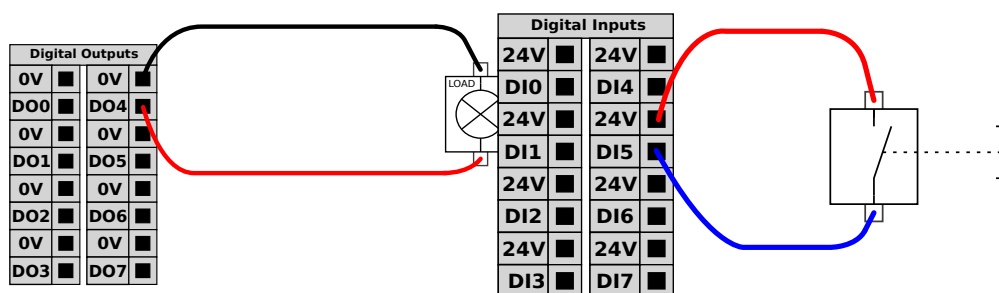 Digital Outputs
0V 0V
DO0 DO4
0V 0V
DO1 DO5
0V 0V
DO2 DO6
0V 0V
DO3 DO7
LOAD
Digital Inputs
24V 24V
DI0 DI4
24V 24V
DI1 DI5
24V 24V
DI2 DI6
24V 24V
DI3 DI7